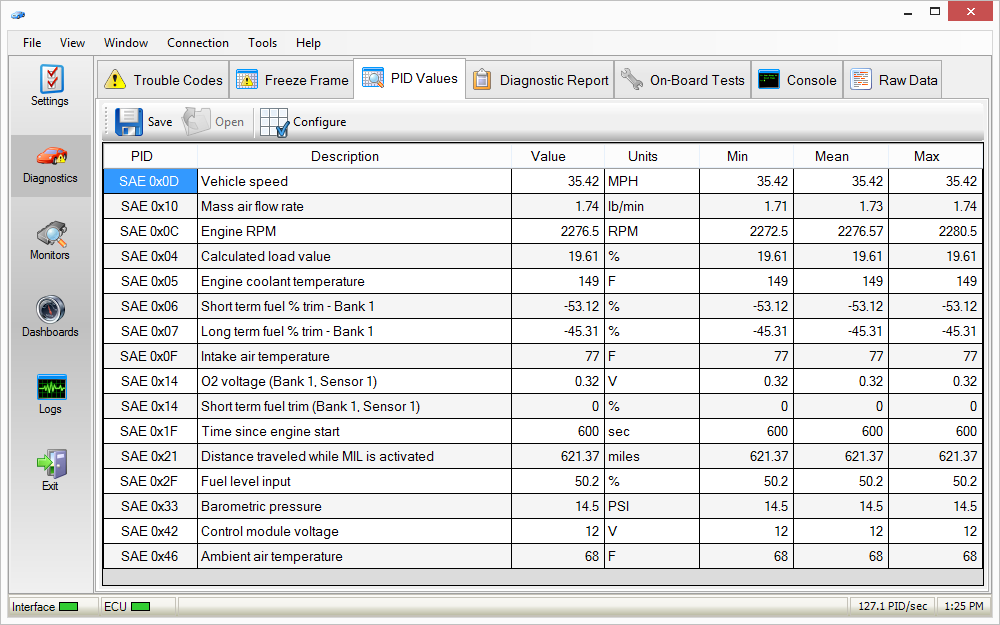 File View Window Connection Tools Help
Settings
Diagnostics
Monitors
Dashboards
Logs
Exit
Trouble Codes Freeze Frame PID Values Diagnostic Report On-Board Tests Console Raw Data
Save Open Configure
PID Description Value Units Min Mean Max
SAE 0x0D Vehicle speed 35.42 MPH 35.42 35.42 35.42
SAE 0x10 Mass air flow rate 1.74 lb/min 1.71 1.73 1.74
SAE 0x0C Engine RPM 2276.5 RPM 2272.5 2276.57 2280.5
SAE 0x04 Calculated load value 19.61 % 19.61 19.61 19.61
SAE 0x05 Engine coolant temperature 149 F 149 149 149
SAE 0x06 Short term fuel % trim - Bank 1 -53.12 % -53.12 -53.12 -53.12
SAE 0x07 Long term fuel % trim - Bank 1 -45.31 % -45.31 -45.31 -45.31
SAE 0x0F Intake air temperature 77 F 77 77 77
SAE 0x14 O2 voltage (Bank 1, Sensor 1) 0.32 V 0.32 0.32 0.32
SAE 0x14 Short term fuel trim (Bank 1, Sensor 1) 0 % 0 0 0
SAE 0x1F Time since engine start 600 sec 600 600 600
SAE 0x21 Distance traveled while MIL is activated 621.37 miles 621.37 621.37 621.37
SAE 0x2F Fuel level input 50.2 % 50.2 50.2 50.2
SAE 0x33 Barometric pressure 14.5 PSI 14.5 14.5 14.5
SAE 0x42 Control module voltage 12 V 12 12 12
SAE 0x46 Ambient air temperature 68 F 68 68 68
Interface ECU 127.1 PID/sec 1:25 PM